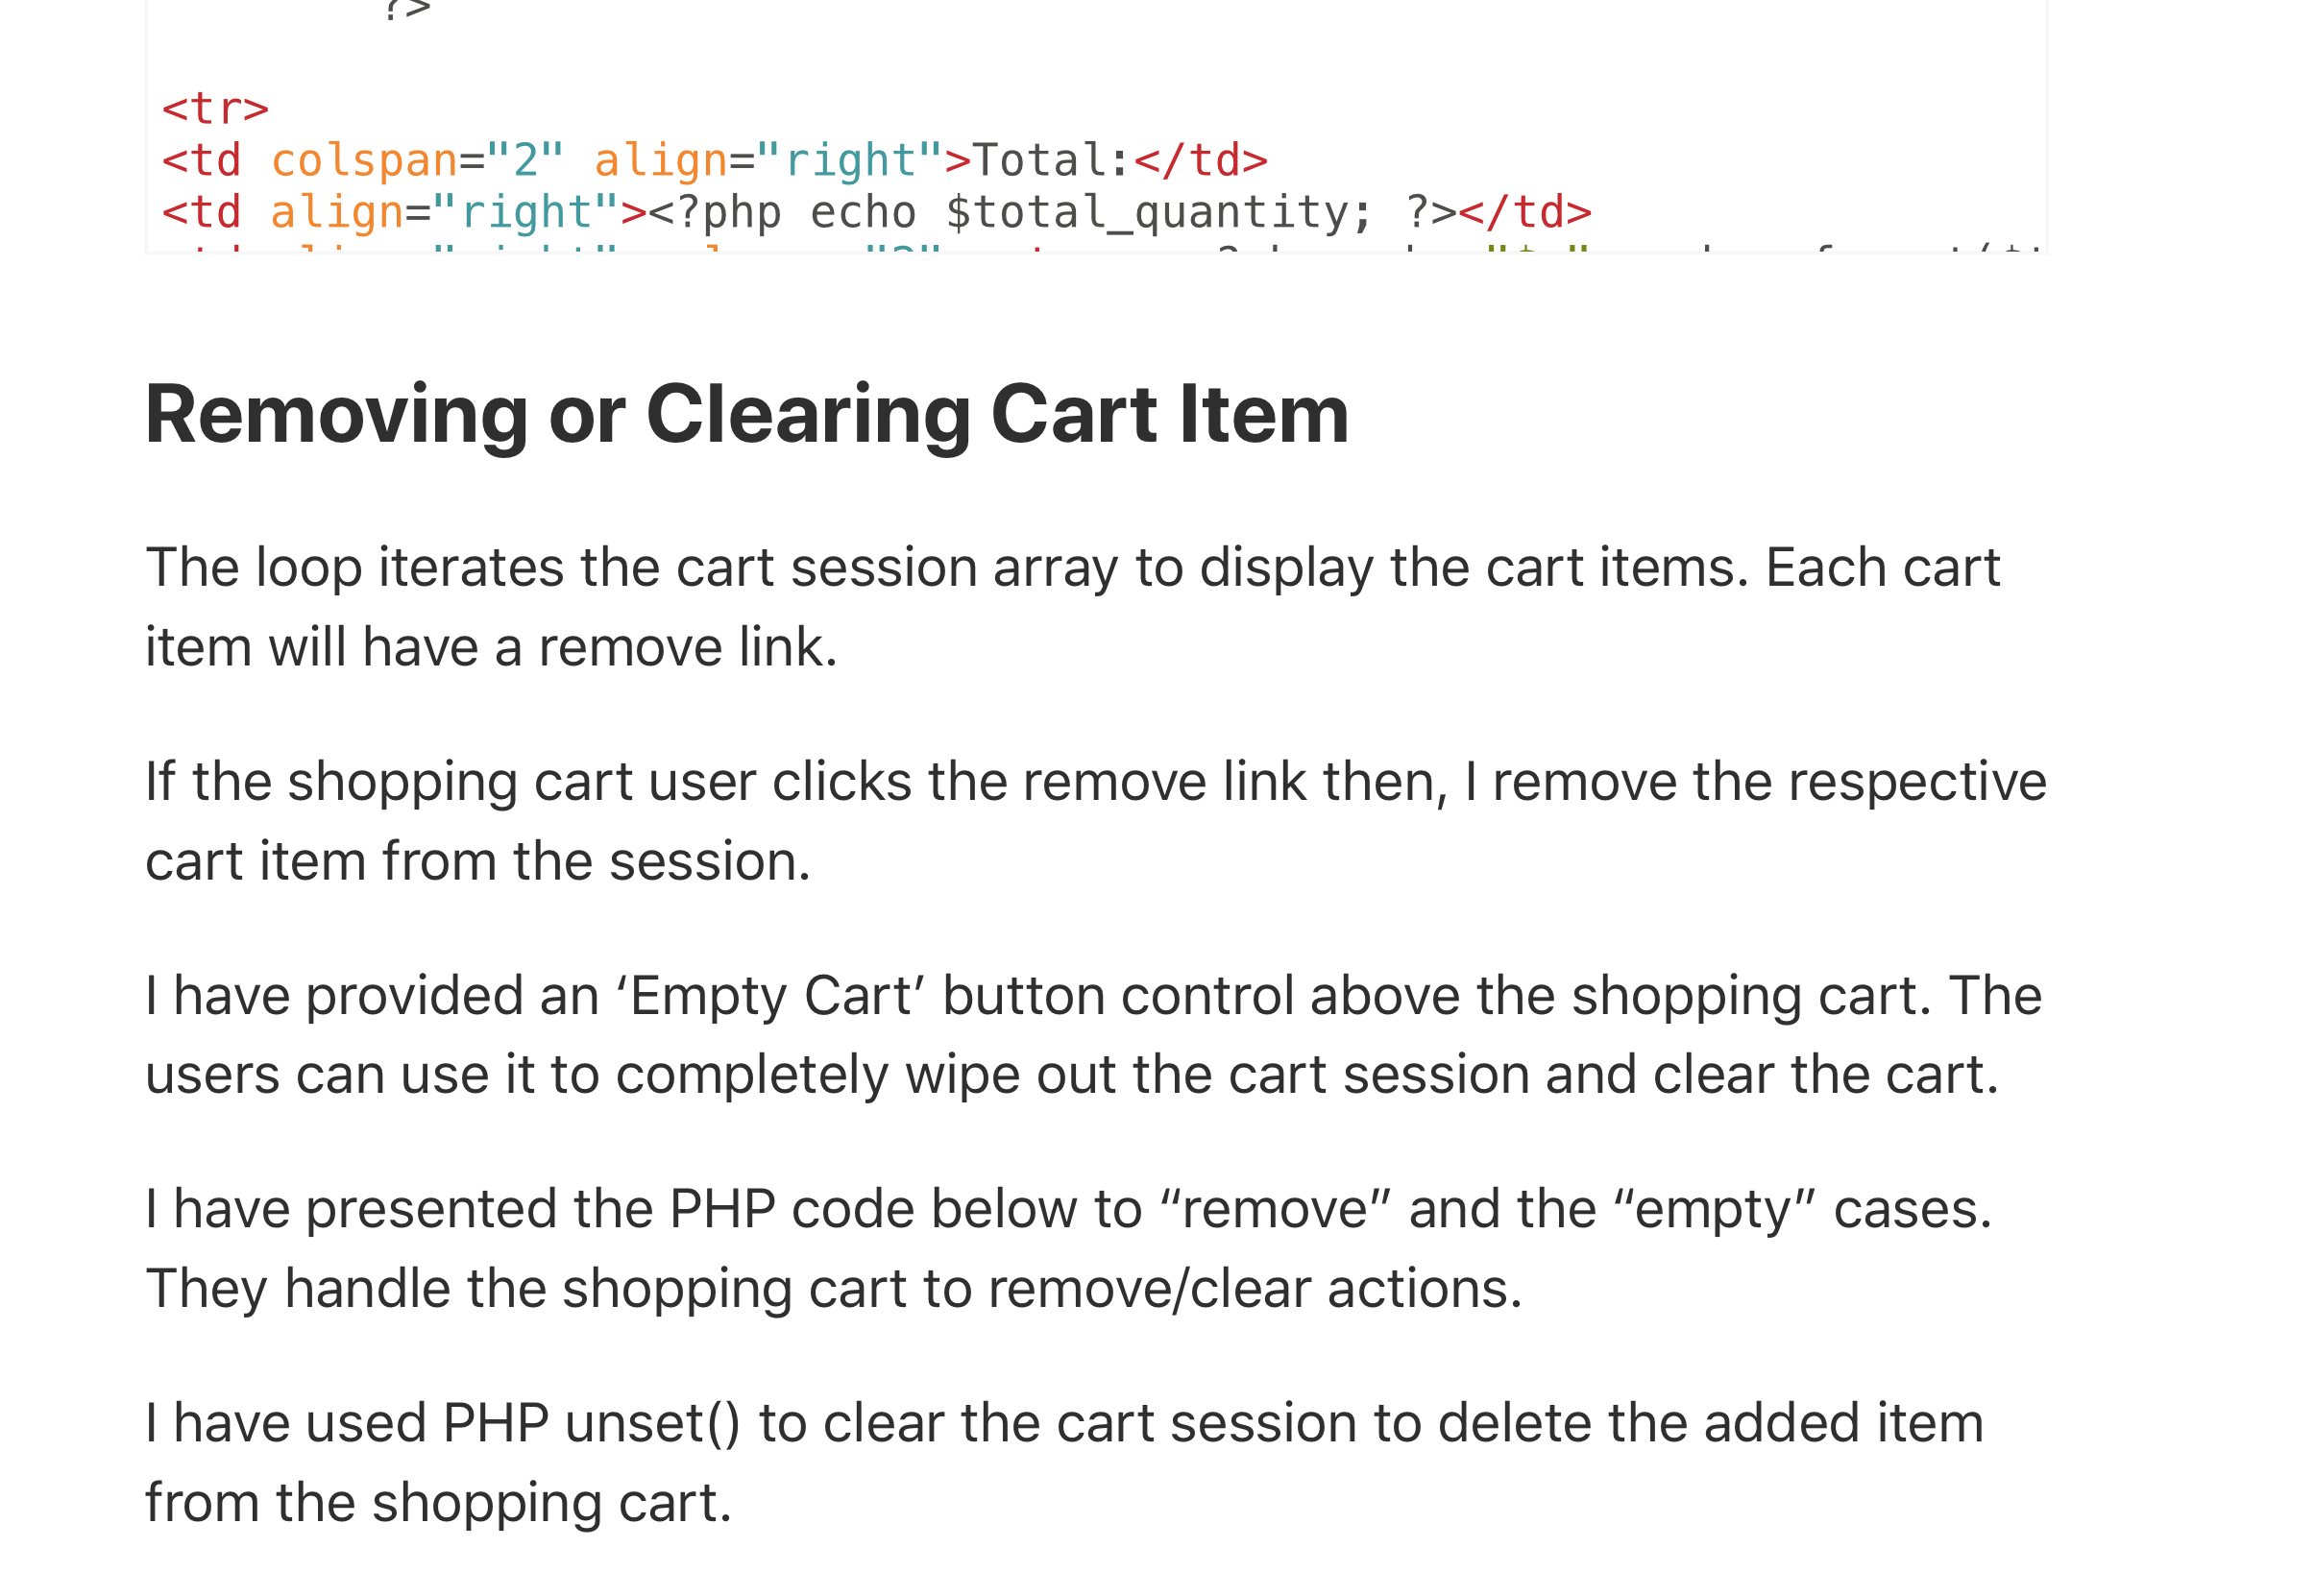 ?>
<tr>
<td colspan="2" align="right">Total:</td>
<td align="right"><?php echo $total_quantity; ?></td>
Removing or Clearing Cart Item
The loop iterates the cart session array to display the cart items. Each cart
item will have a remove link.
If the shopping cart user clicks the remove link then, I remove the respective
cart item from the session.
I have provided an ‘Empty Cart’ button control above the shopping cart. The
users can use it to completely wipe out the cart session and clear the cart.
I have presented the PHP code below to “remove” and the “empty” cases.
They handle the shopping cart to remove/clear actions.
I have used PHP unset() to clear the cart session to delete the added item
from the shopping cart.